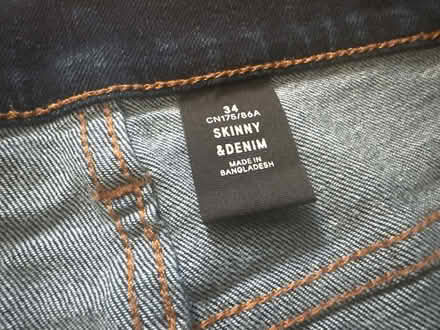 34
CN175/86A
SKINNY
&DENIM
MADE IN
BANGLADESH